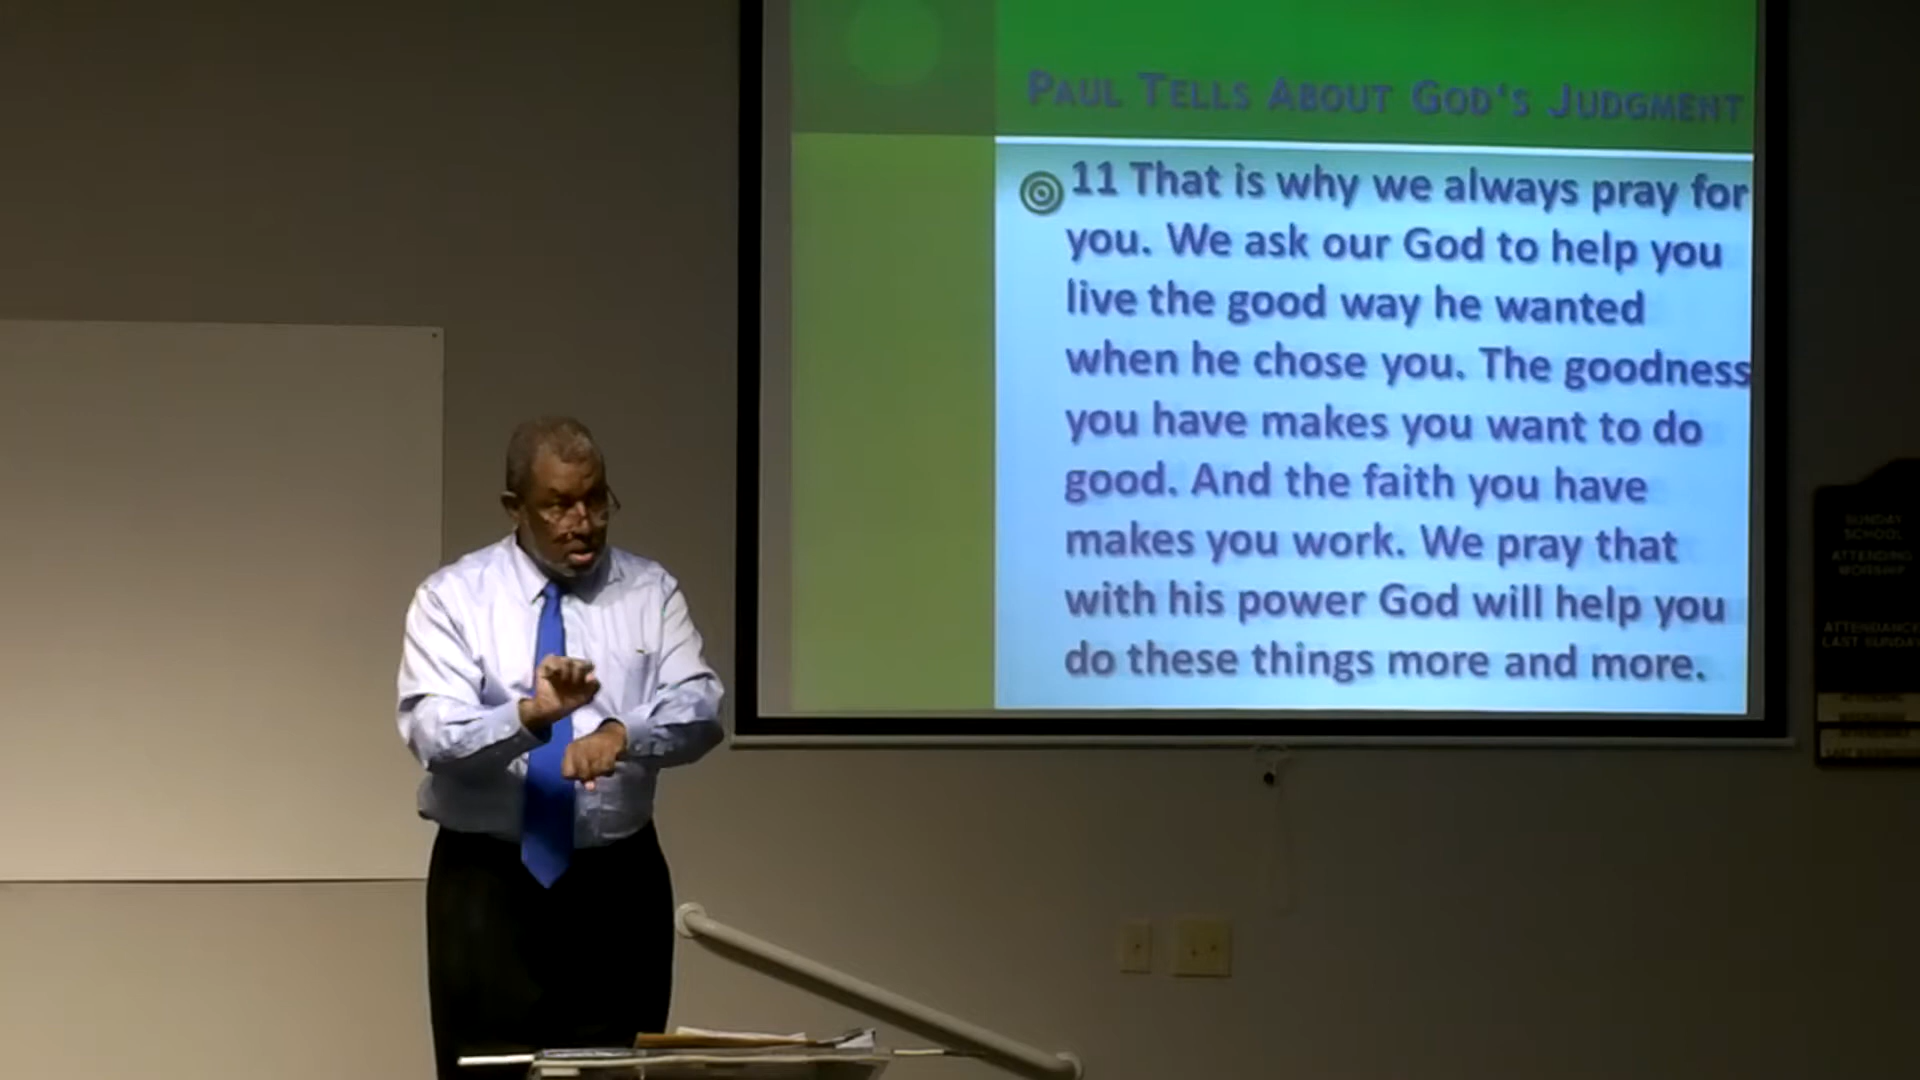 PAUL TELLS ABOUT GOD'S JUDGMENT
11 That is why we always pray for
you. We ask our God to help you
live the good way he wanted
when he chose you. The goodness
you have makes you want to do
good. And the faith you have
makes you work. We pray that
with his power God will help you
do these things more and more.
SUNDAY
SCHOOL
ATTENDING
WORSHIP
ATTENDANCE
LAST SUNDAY